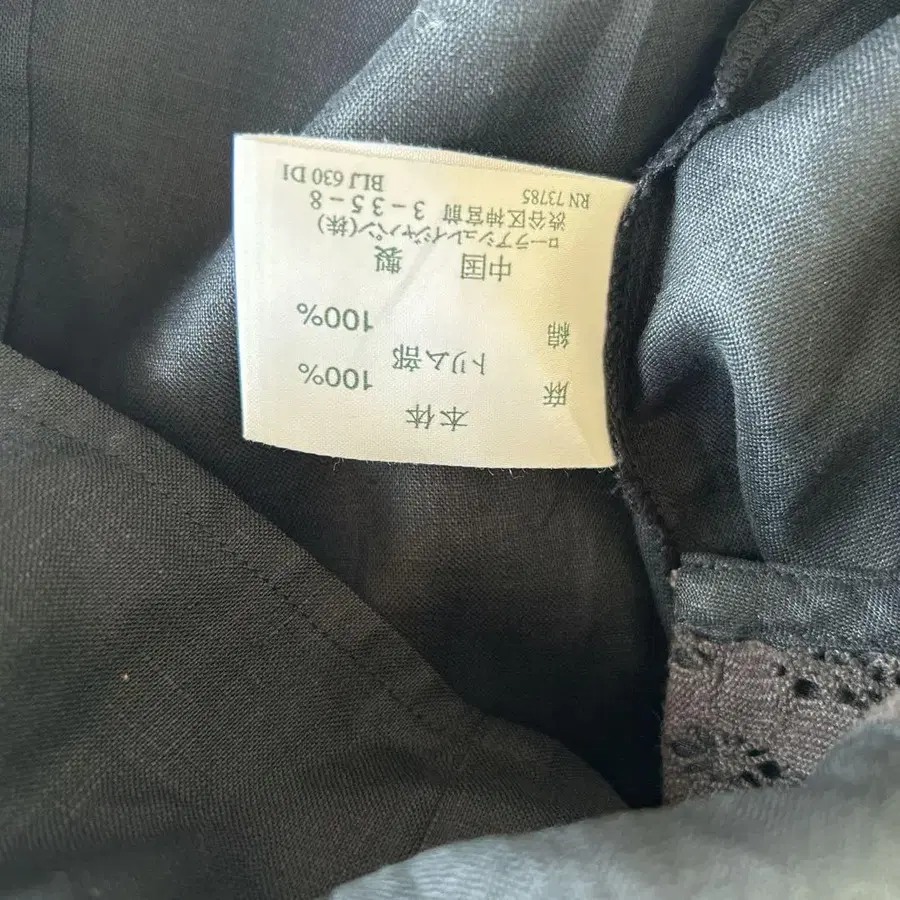 本体
麻 100%
トリム部
綿 100%
中国 製
ローラアシュレイジャパン(株)
渋谷区神宮前 3-35-8
RN 73785 BLJ 630 D1